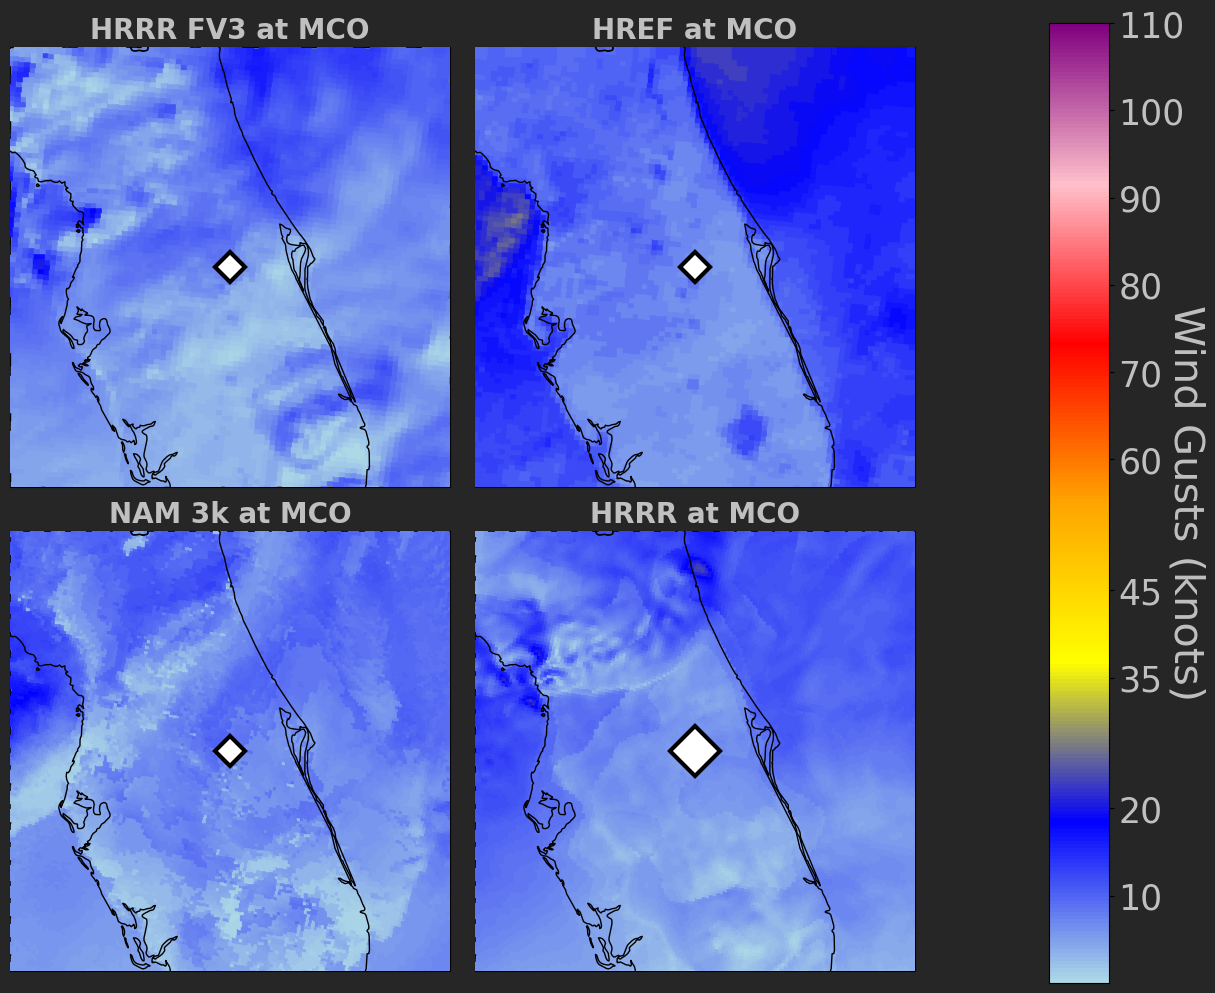 HRRR FV3 at MCO
HREF at MCO
NAM 3k at MCO
HRRR at MCO
110
100
90
80
70
60
45
35
20
10
Wind Gusts (knots)